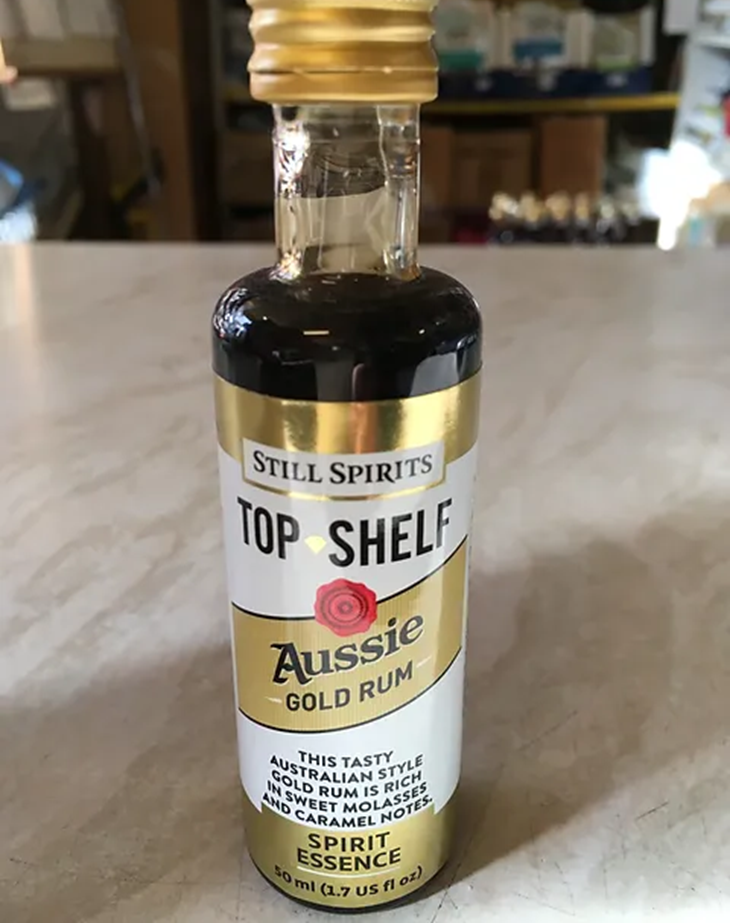 STILL SPIRITS
TOP SHELF
Aussie
GOLD RUM
THIS TASTY
AUSTRALIAN STYLE
GOLD RUM IS RICH
IN SWEET MOLASSES
AND CARAMEL NOTES.
SPIRIT
ESSENCE
50 ml (1.7 US fl oz)